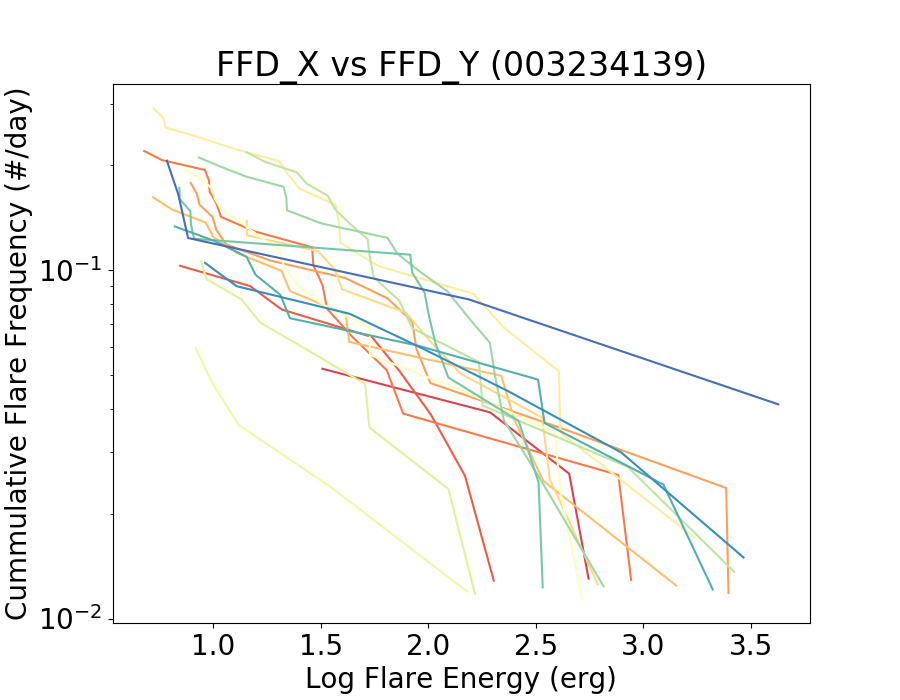 FFD_X vs FFD_Y (003234139)
Cummulative Flare Frequency (#/day)
10⁻¹
10⁻²
1.0 1.5 2.0 2.5 3.0 3.5
Log Flare Energy (erg)